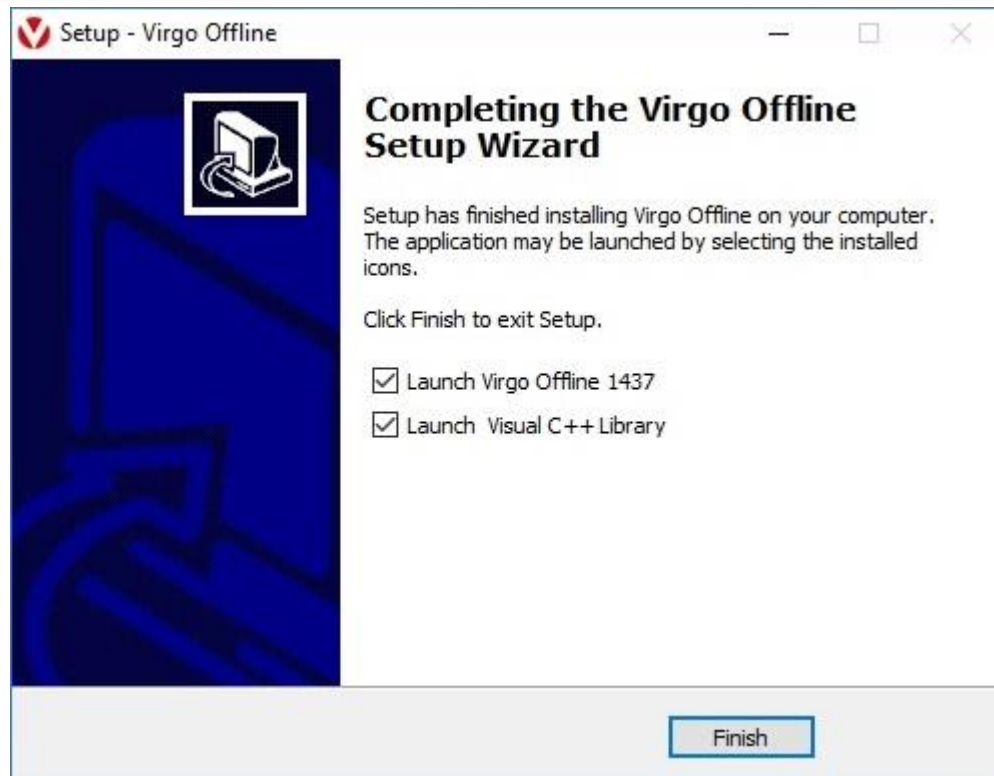 Setup - Virgo Offline
Completing the Virgo Offline
Setup Wizard
Setup has finished installing Virgo Offline on your computer.
The application may be launched by selecting the installed
icons.
Click Finish to exit Setup.
Launch Virgo Offline 1437
Launch  Visual C++ Library
Finish